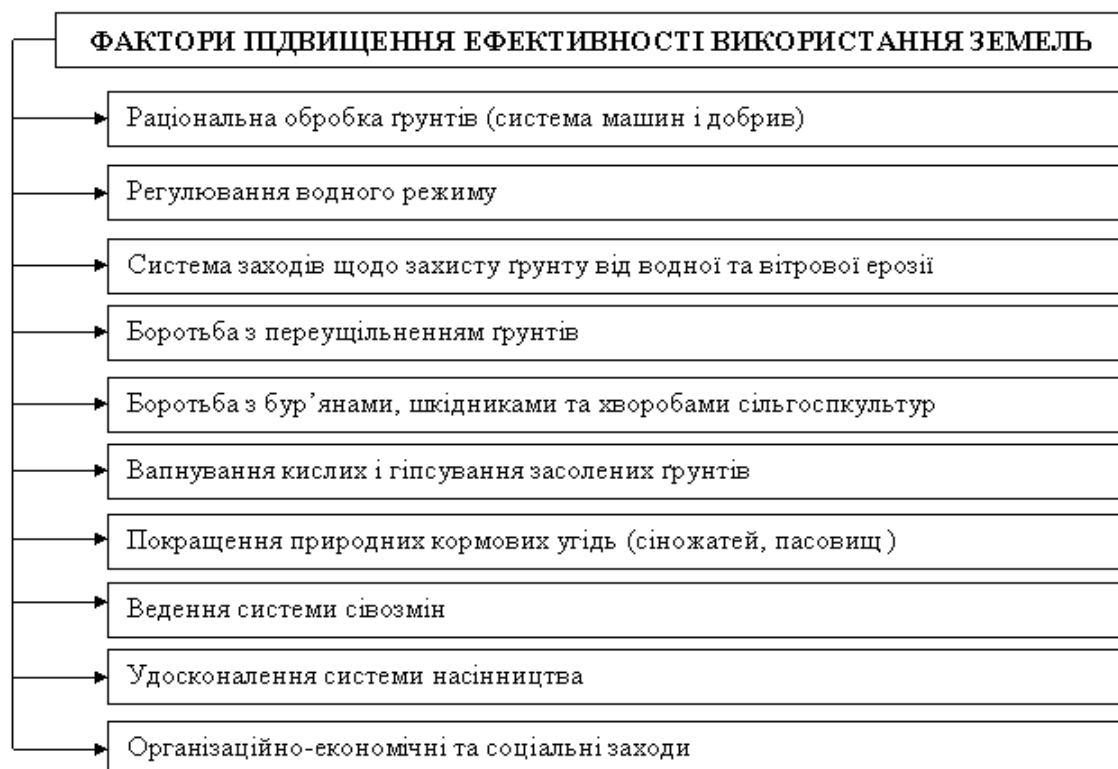 ФАКТОРИ ПІДВИЩЕННЯ ЕФЕКТИВНОСТІ ВИКОРИСТАННЯ ЗЕМЕЛЬ
Раціональна обробка ґрунтів (система машин і добрив)
Регулювання водного режиму
Система заходів щодо захисту ґрунту від водної та вітрової ерозії
Боротьба з переущільненням ґрунтів
Боротьба з бур’янами, шкідниками та хворобами сільгоспкультур
Вапнування кислих і гіпсування засолених ґрунтів
Покращення природних кормових угідь (сіножатей, пасовищ )
Ведення системи сівозмін
Удосконалення системи насінництва
Організаційно-економічні та соціальні заходи